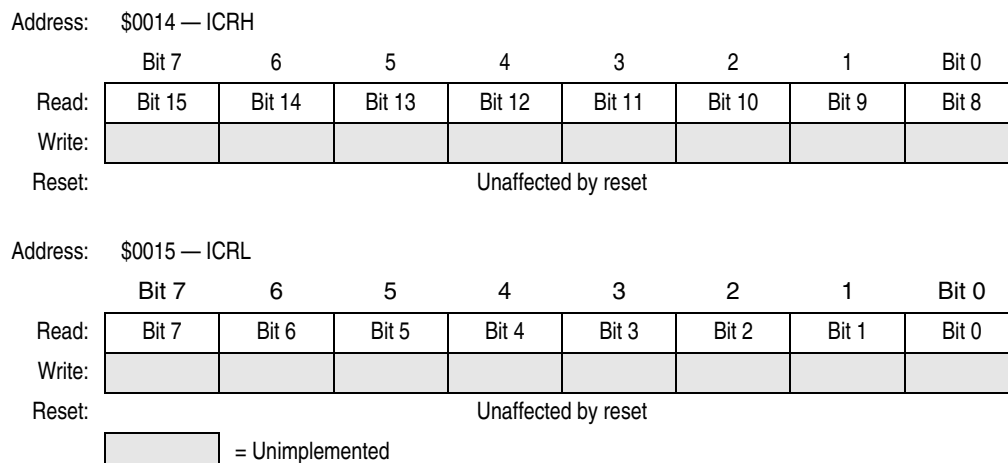 Address: $0014 — ICRH
Bit 7 6 5 4 3 2 1 Bit 0
Read: Bit 15 Bit 14 Bit 13 Bit 12 Bit 11 Bit 10 Bit 9 Bit 8
Write:
Reset: Unaffected by reset
Address: $0015 — ICRL
Bit 7 6 5 4 3 2 1 Bit 0
Read: Bit 7 Bit 6 Bit 5 Bit 4 Bit 3 Bit 2 Bit 1 Bit 0
Write:
Reset: Unaffected by reset
= Unimplemented